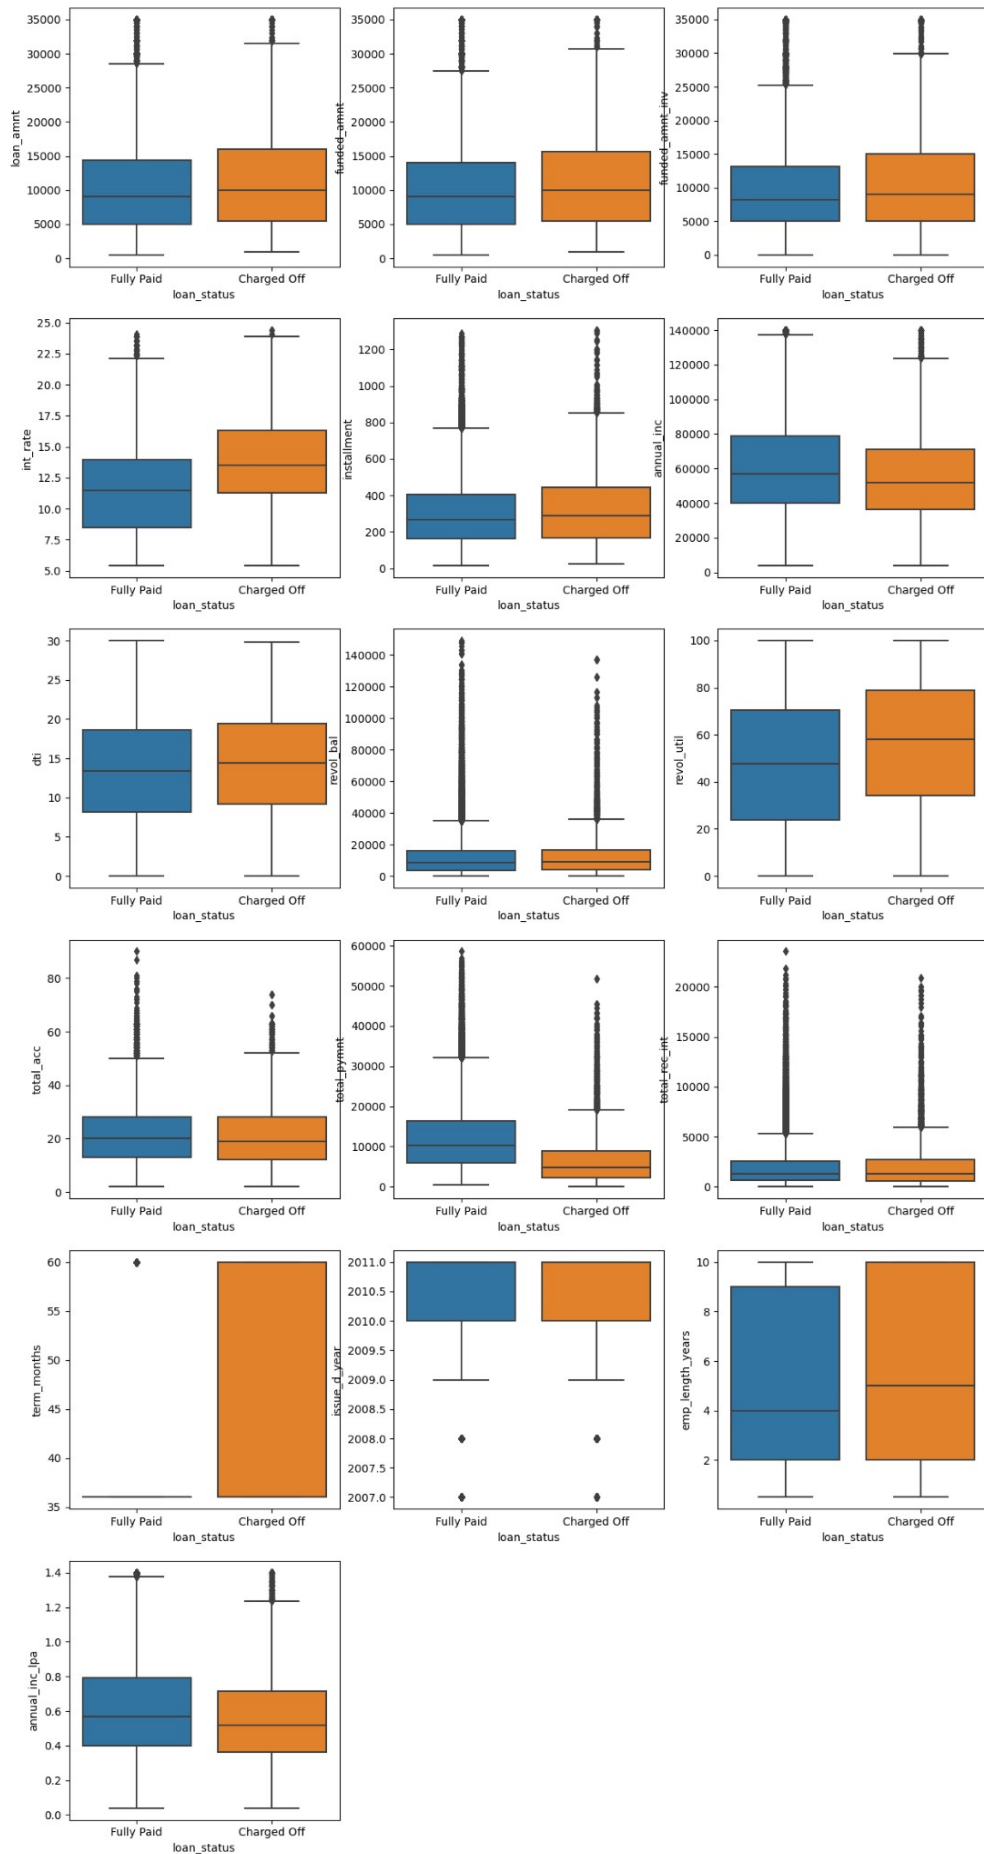 loan_amnt
35000
30000
25000
20000
15000
10000
5000
0
Fully Paid Charged Off
loan_status
funded_amnt
35000
30000
25000
20000
15000
10000
5000
0
Fully Paid Charged Off
loan_status
funded_amnt_inv
35000
30000
25000
20000
15000
10000
5000
0
Fully Paid Charged Off
loan_status
int_rate
25.0
22.5
20.0
17.5
15.0
12.5
10.0
7.5
5.0
Fully Paid Charged Off
loan_status
installment
1200
1000
800
600
400
200
0
Fully Paid Charged Off
loan_status
annual_inc
140000
120000
100000
80000
60000
40000
20000
0
Fully Paid Charged Off
loan_status
dti
30
25
20
15
10
5
0
Fully Paid Charged Off
loan_status
revol_bal
140000
120000
100000
80000
60000
40000
20000
0
Fully Paid Charged Off
loan_status
revol_util
100
80
60
40
20
0
Fully Paid Charged Off
loan_status
total_acc
80
60
40
20
0
Fully Paid Charged Off
loan_status
total_pymnt
60000
50000
40000
30000
20000
10000
0
Fully Paid Charged Off
loan_status
total_rec_int
20000
15000
10000
5000
0
Fully Paid Charged Off
loan_status
term_months
60
55
50
45
40
35
Fully Paid Charged Off
loan_status
issue_d_year
2011.0
2010.5
2010.0
2009.5
2009.0
2008.5
2008.0
2007.5
2007.0
Fully Paid Charged Off
loan_status
emp_length_years
10
8
6
4
2
Fully Paid Charged Off
loan_status
annual_inc_lpa
1.4
1.2
1.0
0.8
0.6
0.4
0.2
0.0
Fully Paid Charged Off
loan_status